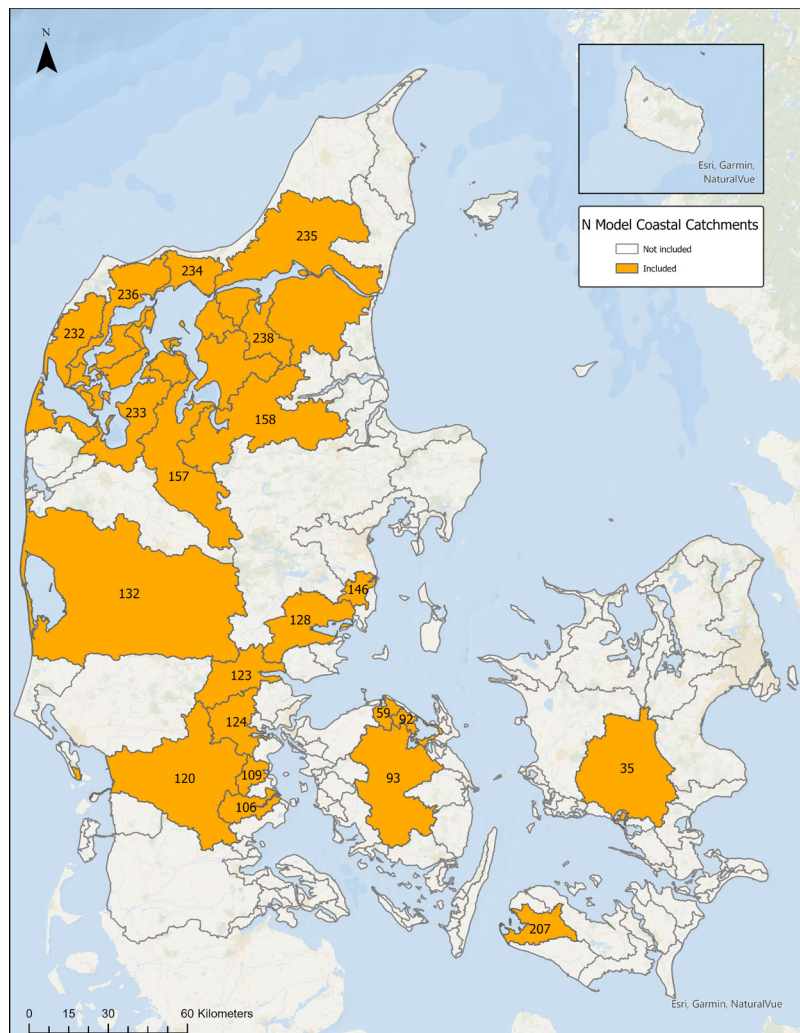 N
Esri, Garmin,
NaturalVue
N Model Coastal Catchments
Not included
Included
235
234
236
232
238
233
158
157
132
146
128
123
124
59
92
109
120
93
35
106
207
Esri, Garmin, NaturalVue
0 15 30 60 Kilometers